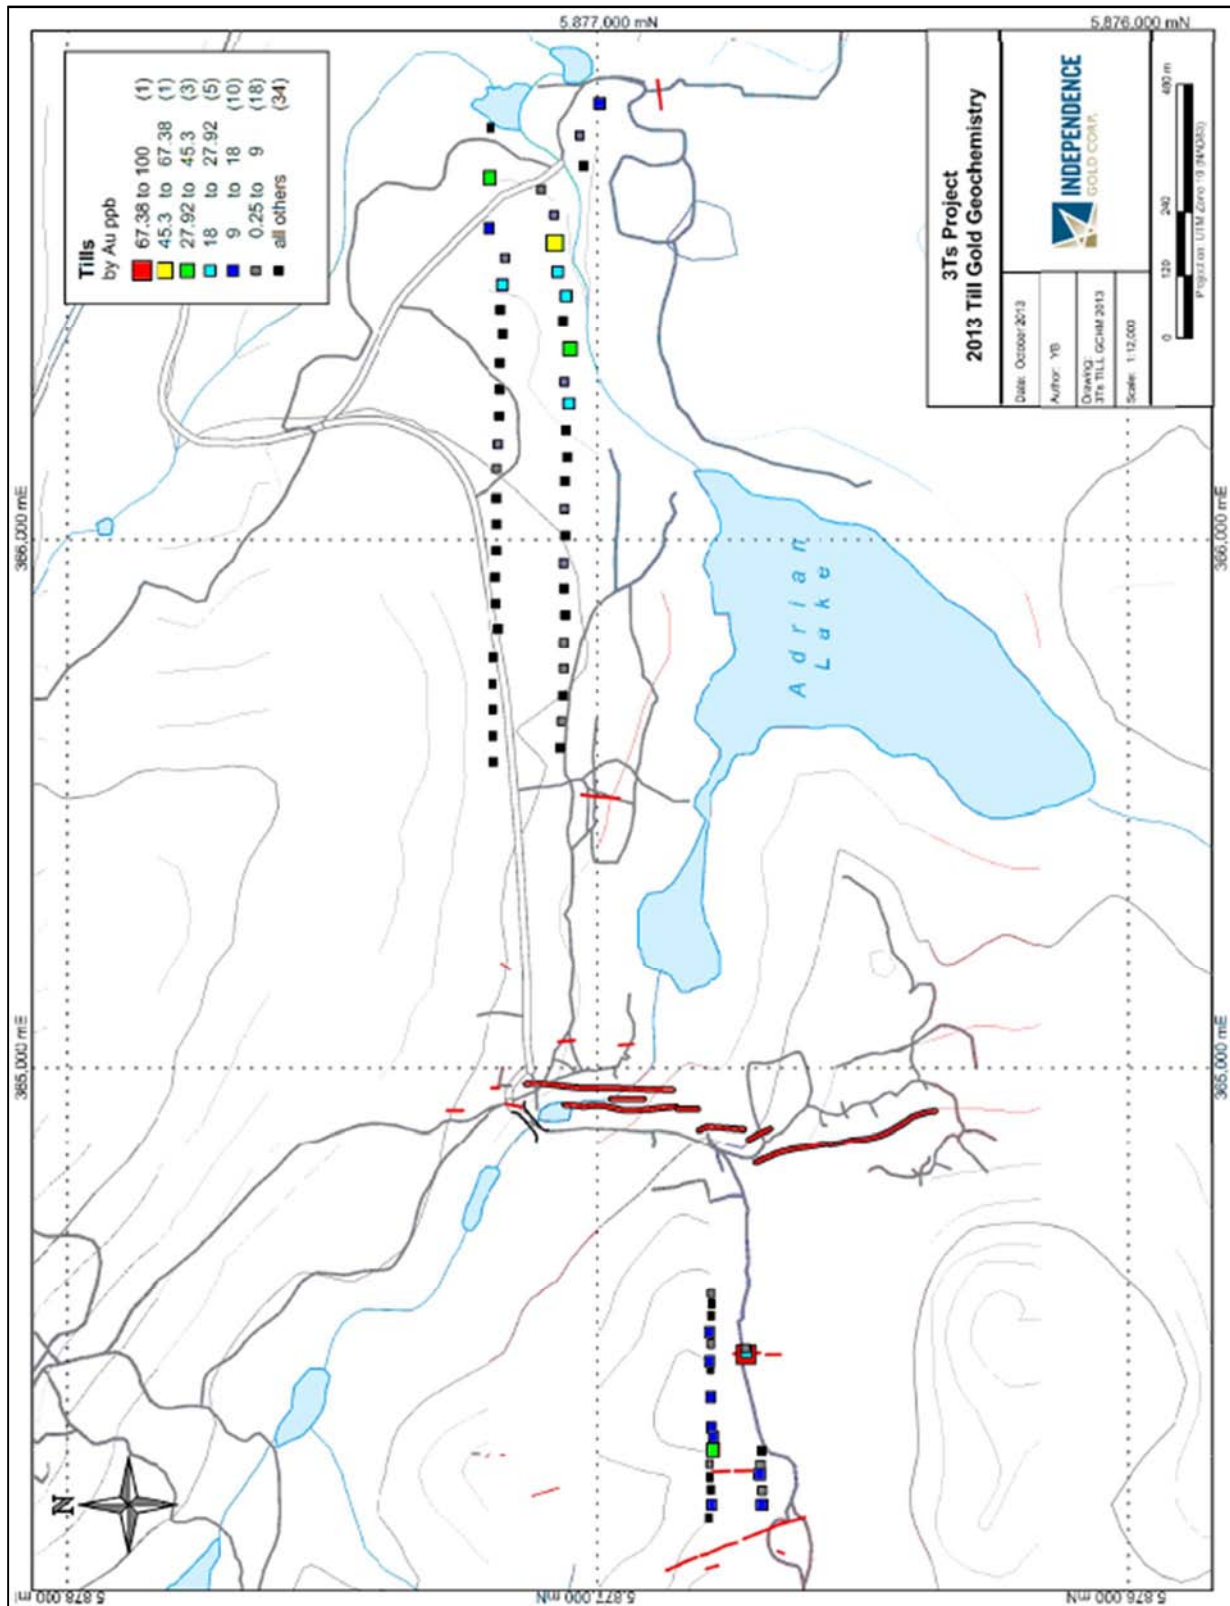 5,877,000 mN
5,876,000 mN
Tills
by Au ppb
67.38 to 100 (1)
45.3 to 67.38 (1)
27.92 to 45.3 (3)
18 to 27.92 (5)
9 to 18 (10)
0.25 to 9 (18)
all others (34)
3Ts Project
2013 Till Gold Geochemistry
Date: October 2013
Author: YB
Drawing:
3Ts TILL GCHM 2013
Scale: 1:12,000
INDEPENDENCE
GOLD CORP.
0 120 240 480 m
Projection: UTM Zone 10 (NAD83)
366,000 mE
366,000 mE
Adrian
Lake
365,000 mE
365,000 mE
N
5,878,000 mN
5,877,000 mN
5,876,000 mN